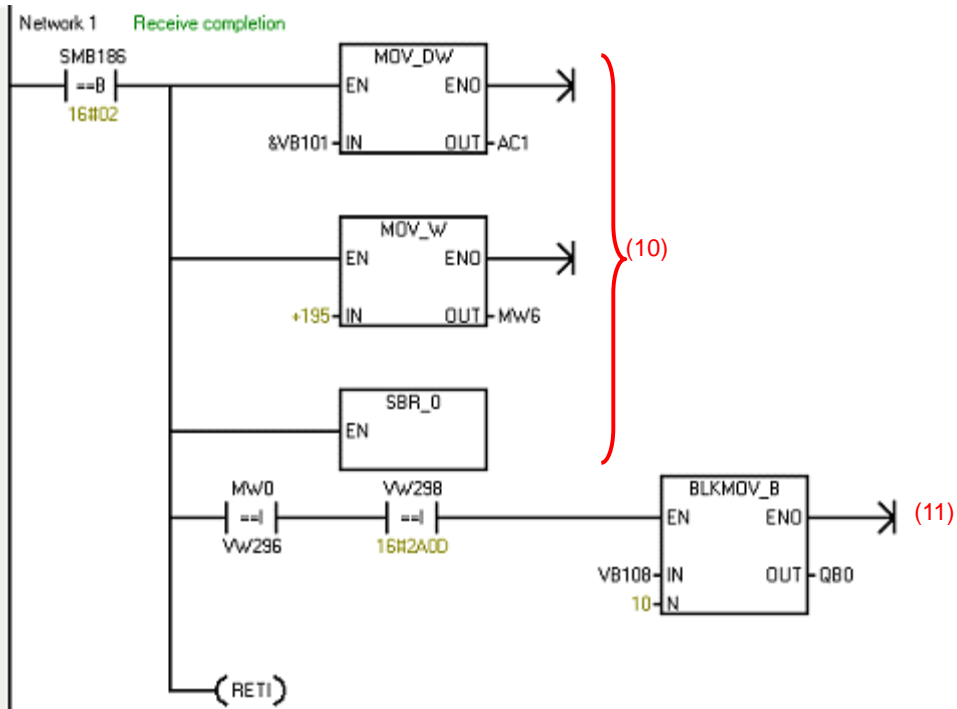 Network 1 Receive completion
SMB186
==B
16#02
MOV_DW
EN ENO
&VB101 IN OUT AC1
MOV_W
EN ENO
+195 IN OUT MW6
(10)
SBR_0
EN
MW0
==I
VW296
VW298
==I
16#2A0D
BLKMOV_B
EN ENO
(11)
VB108 IN OUT QB0
10 N
RETI